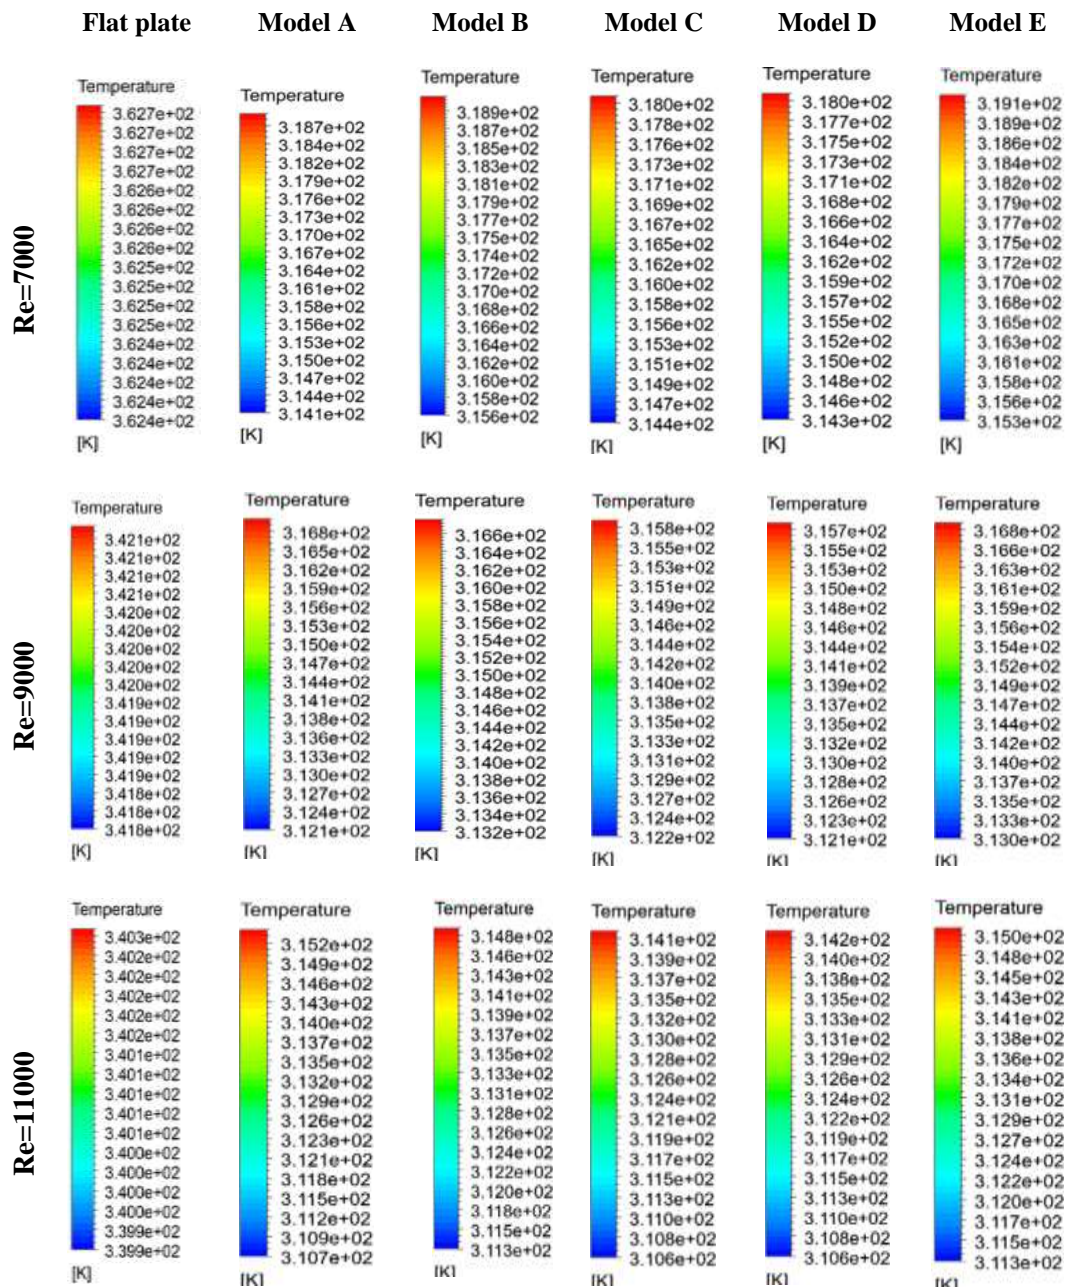 Flat plate Model A Model B Model C Model D Model E
Re=7000
Temperature
3.627e+02
3.627e+02
3.627e+02
3.627e+02
3.626e+02
3.626e+02
3.626e+02
3.626e+02
3.625e+02
3.625e+02
3.625e+02
3.625e+02
3.624e+02
3.624e+02
3.624e+02
3.624e+02
3.624e+02
[K]
Temperature
3.187e+02
3.184e+02
3.182e+02
3.179e+02
3.176e+02
3.173e+02
3.170e+02
3.167e+02
3.164e+02
3.161e+02
3.158e+02
3.156e+02
3.153e+02
3.150e+02
3.147e+02
3.144e+02
3.141e+02
[K]
Temperature
3.189e+02
3.187e+02
3.185e+02
3.183e+02
3.181e+02
3.179e+02
3.177e+02
3.175e+02
3.174e+02
3.172e+02
3.170e+02
3.168e+02
3.166e+02
3.164e+02
3.162e+02
3.160e+02
3.158e+02
3.156e+02
[K]
Temperature
3.180e+02
3.178e+02
3.176e+02
3.173e+02
3.171e+02
3.169e+02
3.167e+02
3.165e+02
3.162e+02
3.160e+02
3.158e+02
3.156e+02
3.153e+02
3.151e+02
3.149e+02
3.147e+02
3.144e+02
[K]
Temperature
3.180e+02
3.177e+02
3.175e+02
3.173e+02
3.171e+02
3.168e+02
3.166e+02
3.164e+02
3.162e+02
3.159e+02
3.157e+02
3.155e+02
3.152e+02
3.150e+02
3.148e+02
3.146e+02
3.143e+02
[K]
Temperature
3.191e+02
3.189e+02
3.186e+02
3.184e+02
3.182e+02
3.179e+02
3.177e+02
3.175e+02
3.172e+02
3.170e+02
3.168e+02
3.165e+02
3.163e+02
3.161e+02
3.158e+02
3.156e+02
3.153e+02
[K]
Re=9000
Temperature
3.421e+02
3.421e+02
3.421e+02
3.421e+02
3.420e+02
3.420e+02
3.420e+02
3.420e+02
3.420e+02
3.419e+02
3.419e+02
3.419e+02
3.419e+02
3.419e+02
3.418e+02
3.418e+02
3.418e+02
[K]
Temperature
3.168e+02
3.165e+02
3.162e+02
3.159e+02
3.156e+02
3.153e+02
3.150e+02
3.147e+02
3.144e+02
3.141e+02
3.138e+02
3.136e+02
3.133e+02
3.130e+02
3.127e+02
3.124e+02
3.121e+02
[K]
Temperature
3.166e+02
3.164e+02
3.162e+02
3.160e+02
3.158e+02
3.156e+02
3.154e+02
3.152e+02
3.150e+02
3.148e+02
3.146e+02
3.144e+02
3.142e+02
3.140e+02
3.138e+02
3.136e+02
3.134e+02
3.132e+02
[K]
Temperature
3.158e+02
3.155e+02
3.153e+02
3.151e+02
3.149e+02
3.146e+02
3.144e+02
3.142e+02
3.140e+02
3.138e+02
3.135e+02
3.133e+02
3.131e+02
3.129e+02
3.127e+02
3.124e+02
3.122e+02
[K]
Temperature
3.157e+02
3.155e+02
3.153e+02
3.150e+02
3.148e+02
3.146e+02
3.144e+02
3.141e+02
3.139e+02
3.137e+02
3.135e+02
3.132e+02
3.130e+02
3.128e+02
3.126e+02
3.123e+02
3.121e+02
[K]
Temperature
3.168e+02
3.166e+02
3.163e+02
3.161e+02
3.159e+02
3.156e+02
3.154e+02
3.152e+02
3.149e+02
3.147e+02
3.144e+02
3.142e+02
3.140e+02
3.137e+02
3.135e+02
3.133e+02
3.130e+02
[K]
Re=11000
Temperature
3.403e+02
3.402e+02
3.402e+02
3.402e+02
3.402e+02
3.402e+02
3.401e+02
3.401e+02
3.401e+02
3.401e+02
3.401e+02
3.400e+02
3.400e+02
3.400e+02
3.400e+02
3.399e+02
3.399e+02
[K]
Temperature
3.152e+02
3.149e+02
3.146e+02
3.143e+02
3.140e+02
3.137e+02
3.135e+02
3.132e+02
3.129e+02
3.126e+02
3.123e+02
3.121e+02
3.118e+02
3.115e+02
3.112e+02
3.109e+02
3.107e+02
[K]
Temperature
3.148e+02
3.146e+02
3.143e+02
3.141e+02
3.139e+02
3.137e+02
3.135e+02
3.133e+02
3.131e+02
3.128e+02
3.126e+02
3.124e+02
3.122e+02
3.120e+02
3.118e+02
3.115e+02
3.113e+02
[K]
Temperature
3.141e+02
3.139e+02
3.137e+02
3.135e+02
3.132e+02
3.130e+02
3.128e+02
3.126e+02
3.124e+02
3.121e+02
3.119e+02
3.117e+02
3.115e+02
3.113e+02
3.110e+02
3.108e+02
3.106e+02
[K]
Temperature
3.142e+02
3.140e+02
3.138e+02
3.135e+02
3.133e+02
3.131e+02
3.129e+02
3.126e+02
3.124e+02
3.122e+02
3.119e+02
3.117e+02
3.115e+02
3.113e+02
3.110e+02
3.108e+02
3.106e+02
[K]
Temperature
3.150e+02
3.148e+02
3.145e+02
3.143e+02
3.141e+02
3.138e+02
3.136e+02
3.134e+02
3.131e+02
3.129e+02
3.127e+02
3.124e+02
3.122e+02
3.120e+02
3.117e+02
3.115e+02
3.113e+02
[K]